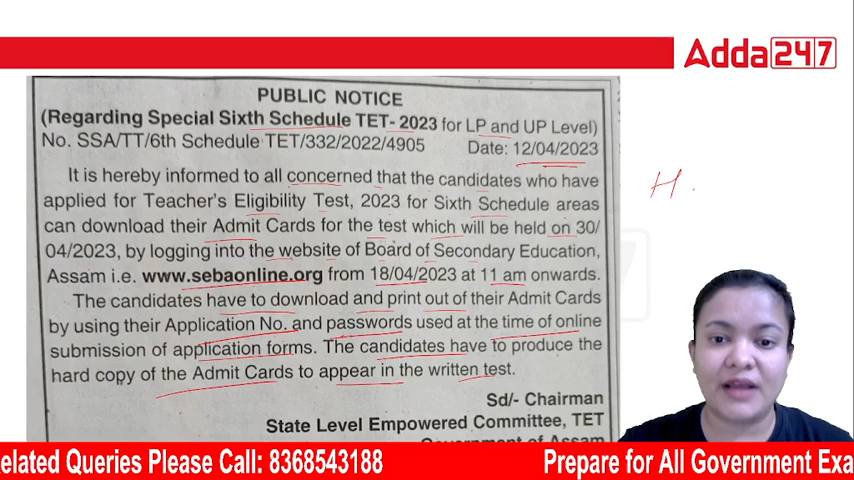 Adda247
PUBLIC NOTICE
(Regarding Special Sixth Schedule TET- 2023 for LP and UP Level)
No. SSA/TT/6th Schedule TET/332/2022/4905 Date: 12/04/2023
It is hereby informed to all concerned that the candidates who have
applied for Teacher's Eligibility Test, 2023 for Sixth Schedule areas
can download their Admit Cards for the test which will be held on 30/
04/2023, by logging into the website of Board of Secondary Education,
Assam i.e. www.sebaonline.org from 18/04/2023 at 11 am onwards.
The candidates have to download and print out of their Admit Cards
by using their Application No. and passwords used at the time of online
submission of application forms. The candidates have to produce the
hard copy of the Admit Cards to appear in the written test.
Sd/- Chairman
State Level Empowered Committee, TET
Government of Assam
H.
elated Queries Please Call: 8368543188 Prepare for All Government Exa